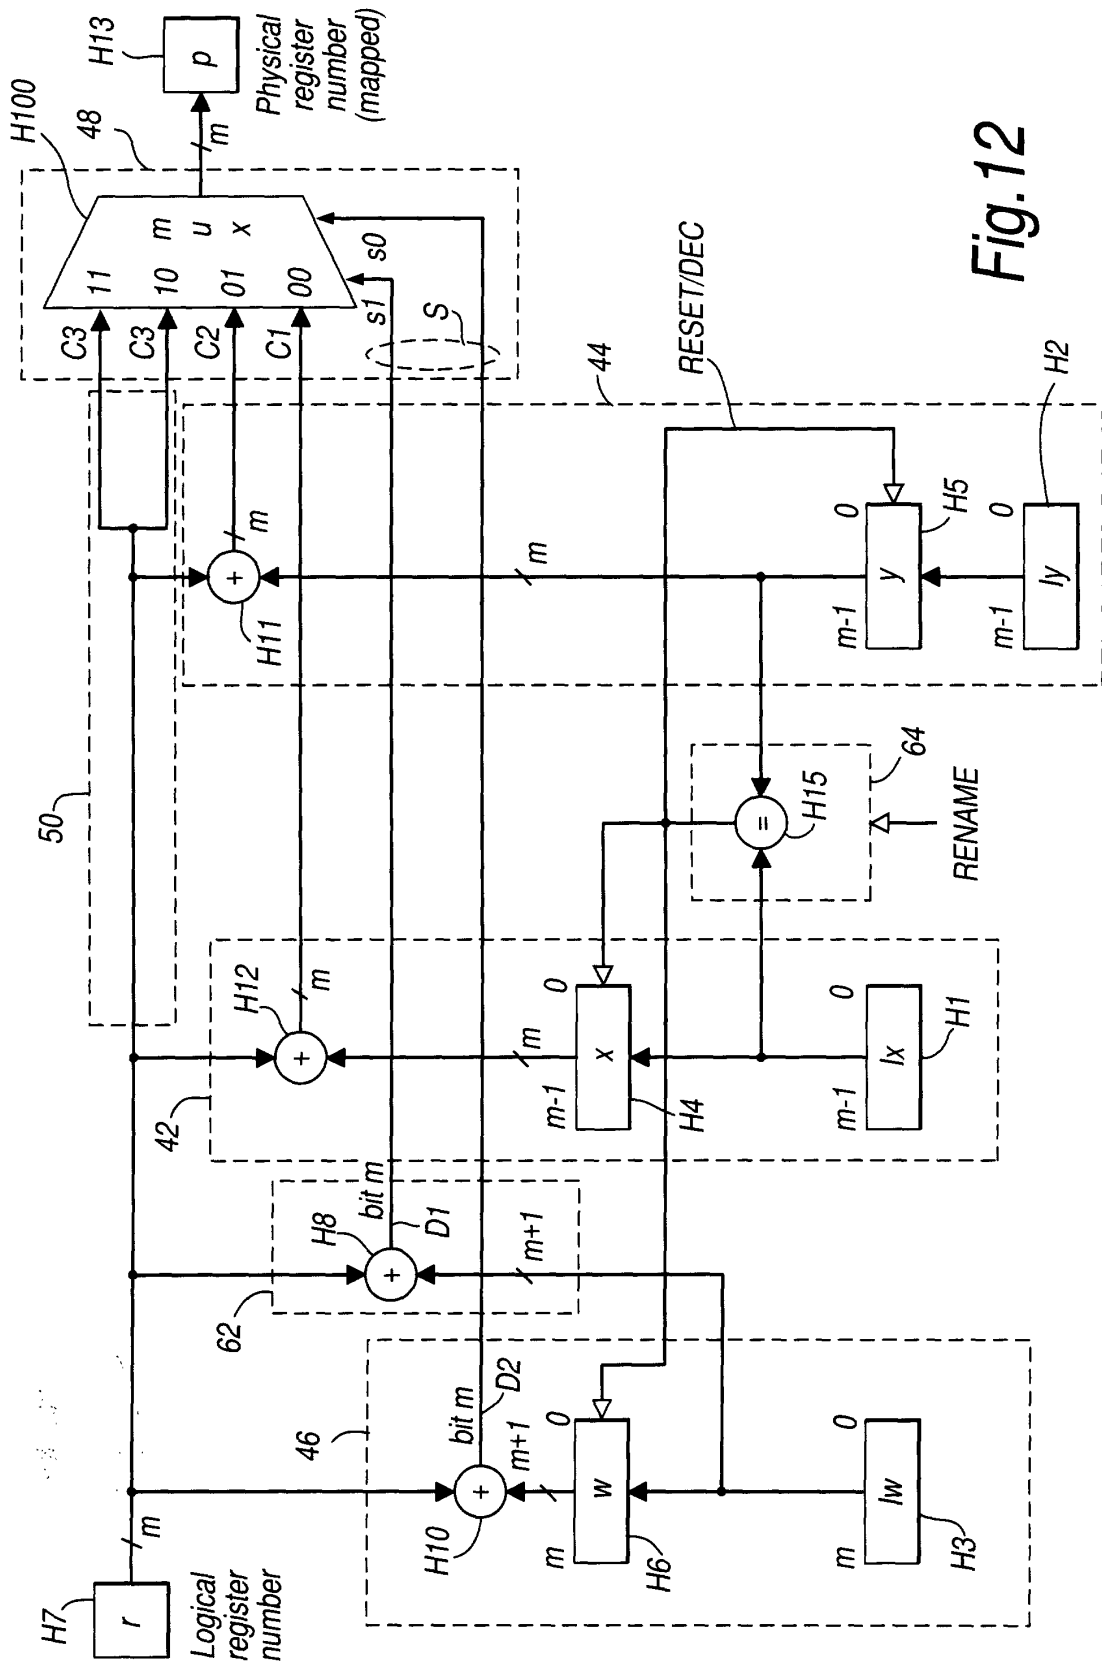 H7
r
Logical
register
number
m
50
H13
p
Physical
register
number
(mapped)
m
H100
48
m
u
x
11
10
01
00
C3
C3
C2
C1
s1
s0
S
62
H8
+
bit m
D1
m+1
46
H10
+
bit m
D2
m+1
m
w
0
H6
m
Iw
0
H3
42
H12
+
m
m
m-1
x
0
H4
m-1
Ix
0
H1
64
=
H15
RENAME
44
H11
+
m
m
RESET/DEC
m-1
y
0
H5
m-1
Iy
0
H2
Fig.12